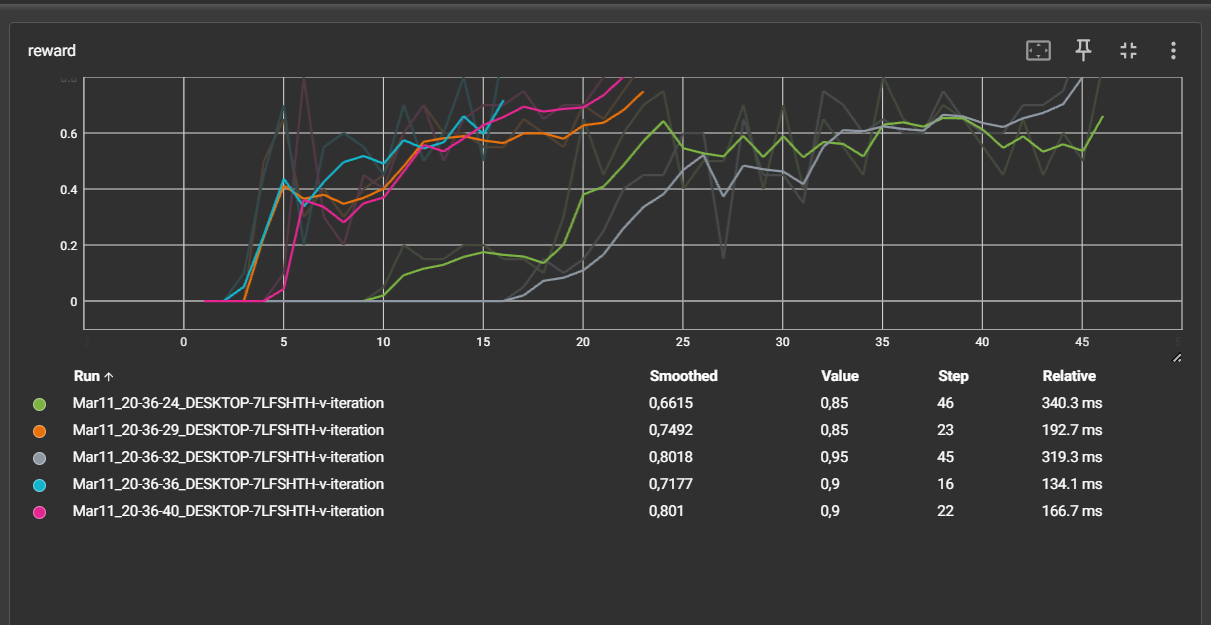 reward
0.8
0.6
0.4
0.2
0
0 5 10 15 20 25 30 35 40 45
Run Smoothed Value Step Relative
Mar11_20-36-24_DESKTOP-7LFSHTH-v-iteration 0,6615 0,85 46 340.3 ms
Mar11_20-36-29_DESKTOP-7LFSHTH-v-iteration 0,7492 0,85 23 192.7 ms
Mar11_20-36-32_DESKTOP-7LFSHTH-v-iteration 0,8018 0,95 45 319.3 ms
Mar11_20-36-36_DESKTOP-7LFSHTH-v-iteration 0,7177 0,9 16 134.1 ms
Mar11_20-36-40_DESKTOP-7LFSHTH-v-iteration 0,801 0,9 22 166.7 ms